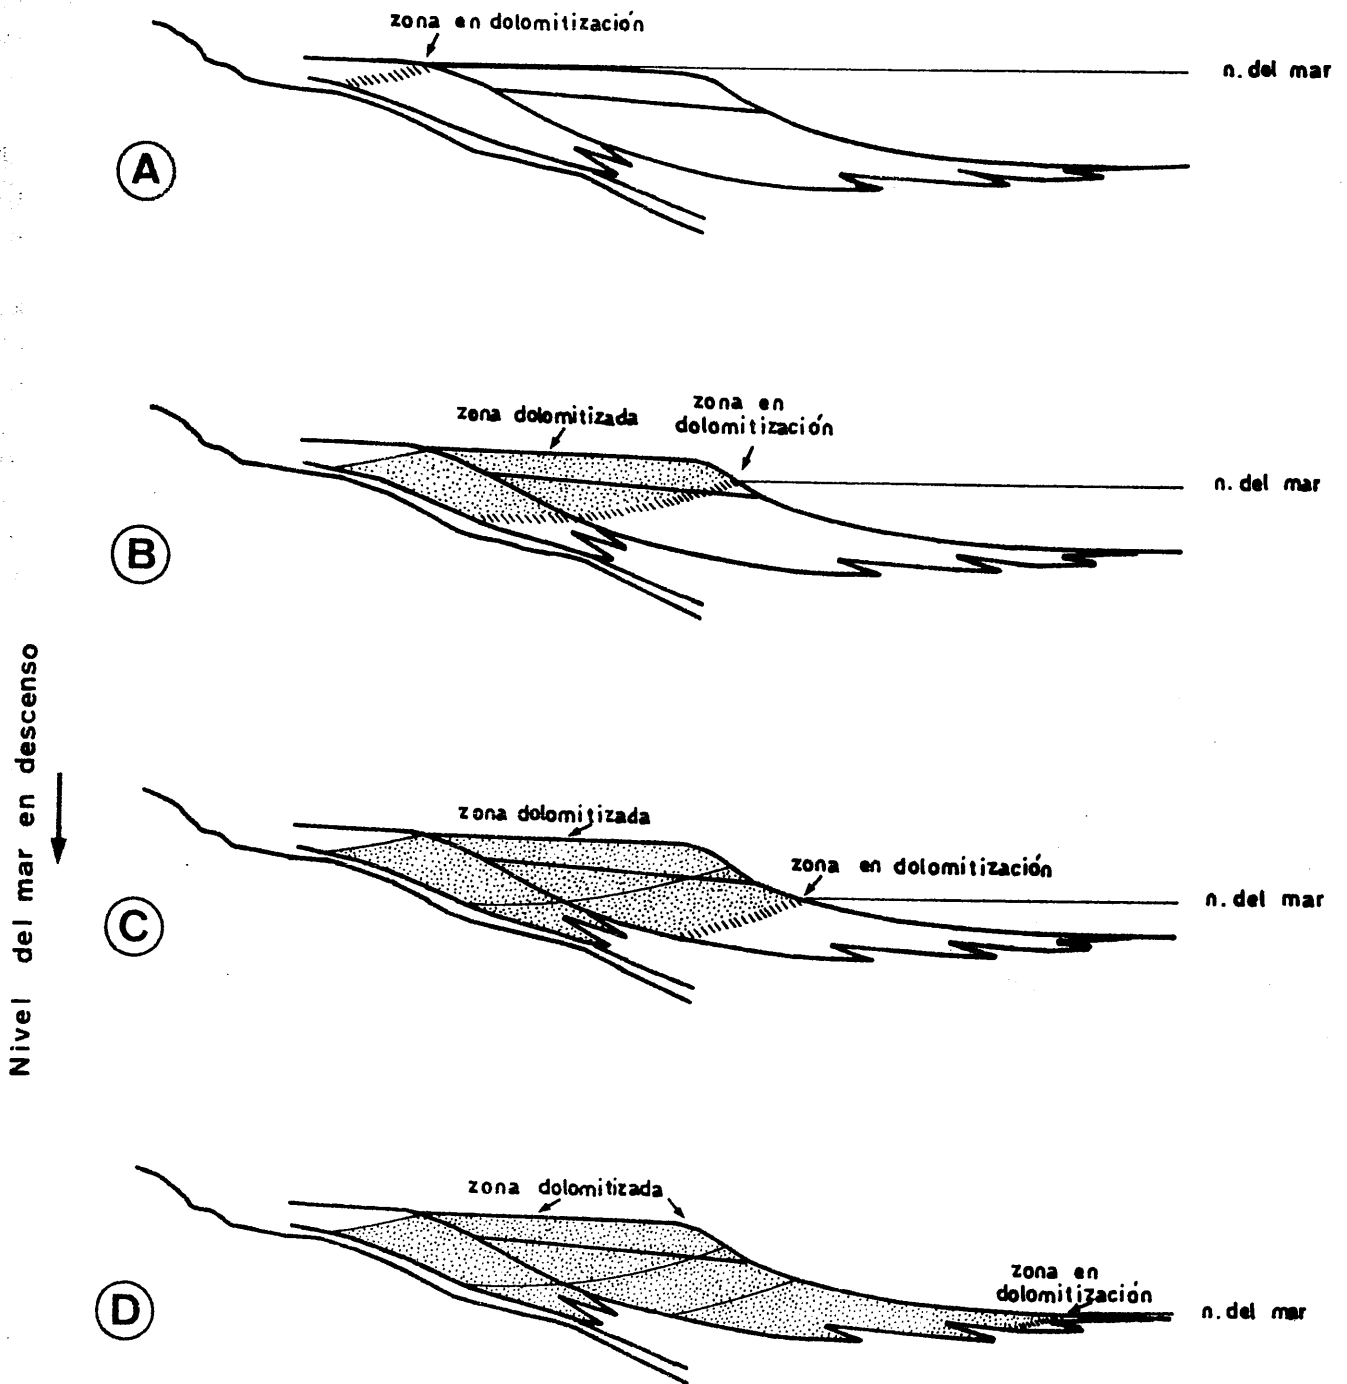 zona en dolomitización
n. del mar
A
zona dolomitizada
zona en
dolomitización
n. del mar
B
Nivel del mar en descenso
zona dolomitizada
zona en dolomitización
n. del mar
C
zona dolomitizada
zona en
dolomitización
n. del mar
D